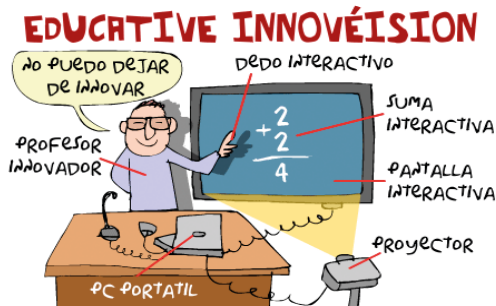 EDUCATIVE INNOVÉISION
NO PUEDO DEJAR
DE INNOVAR
DEDO INTERACTIVO
PROFESOR
INNOVADOR
2
+ 2
4
SUMA
INTERACTIVA
PANTALLA
INTERACTIVA
PROYECTOR
PC PORTATIL